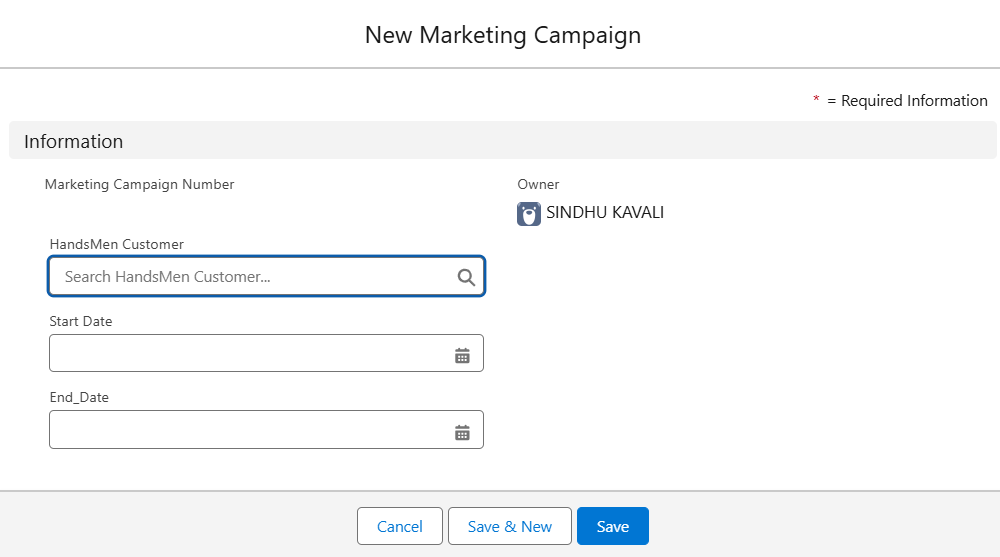 New Marketing Campaign
* = Required Information
Information
Marketing Campaign Number
Owner
SINDHU KAVALI
HandsMen Customer
Search HandsMen Customer...
Start Date
End_Date
Cancel
Save & New
Save